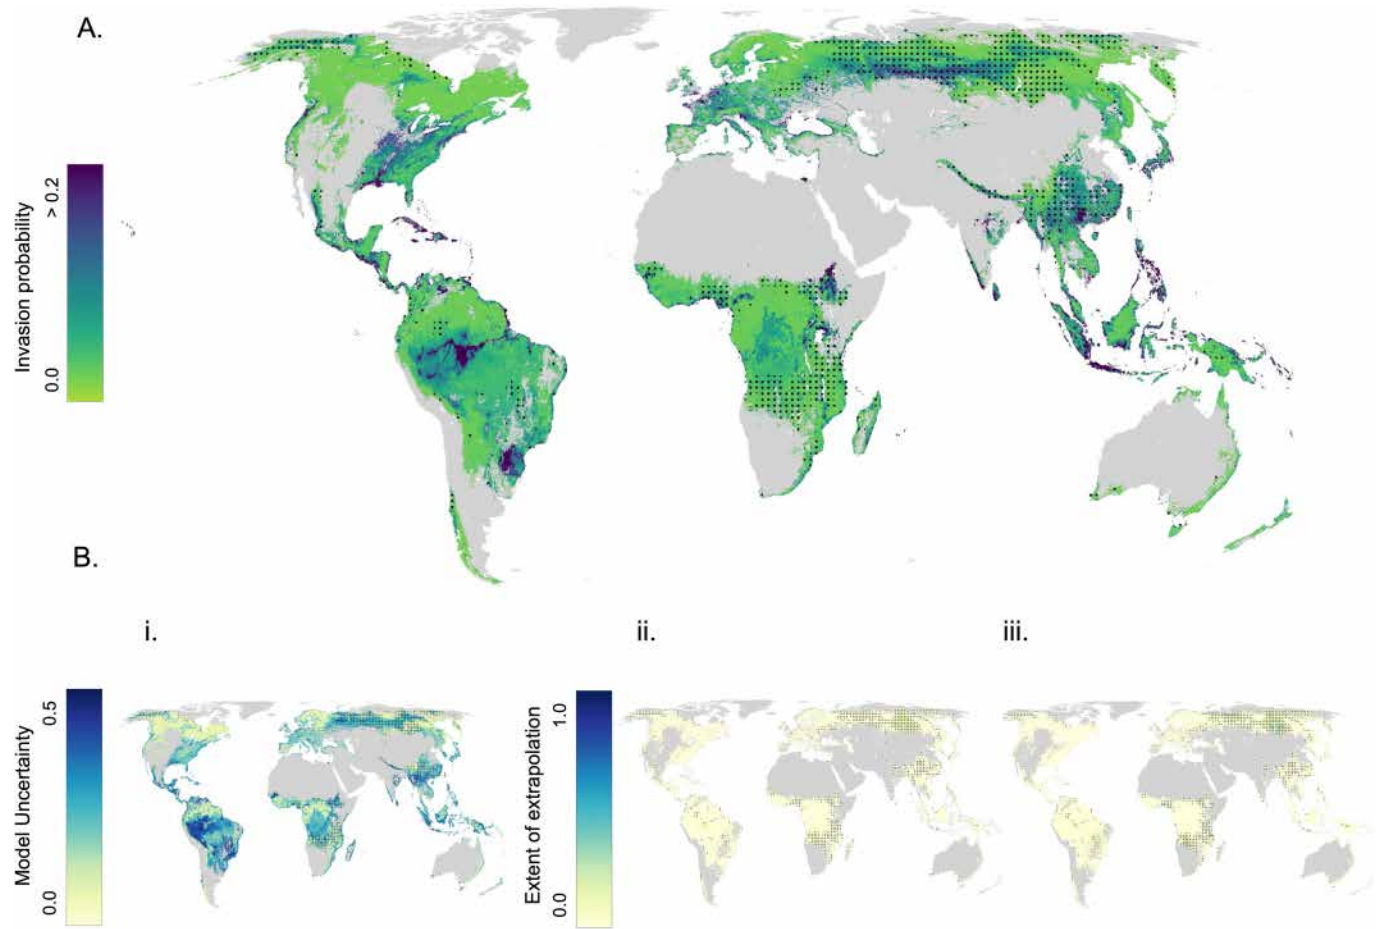 A.
> 0.2
Invasion probability
0.0
B.
i.
ii.
iii.
0.5
Model Uncertainty
0.0
1.0
Extent of extrapolation
0.0